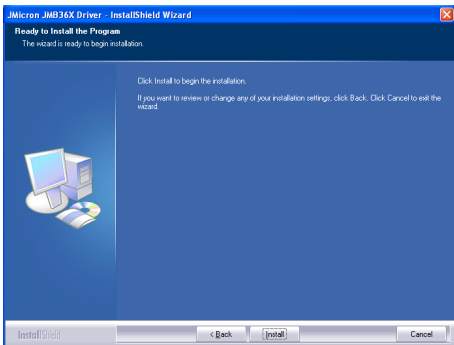 JMicron JMB36X Driver - InstallShield Wizard
Ready to Install the Program
The wizard is ready to begin installation.
Click Install to begin the installation.
If you want to review or change any of your installation settings, click Back. Click Cancel to exit the
wizard.
InstallShield
< Back
Install
Cancel